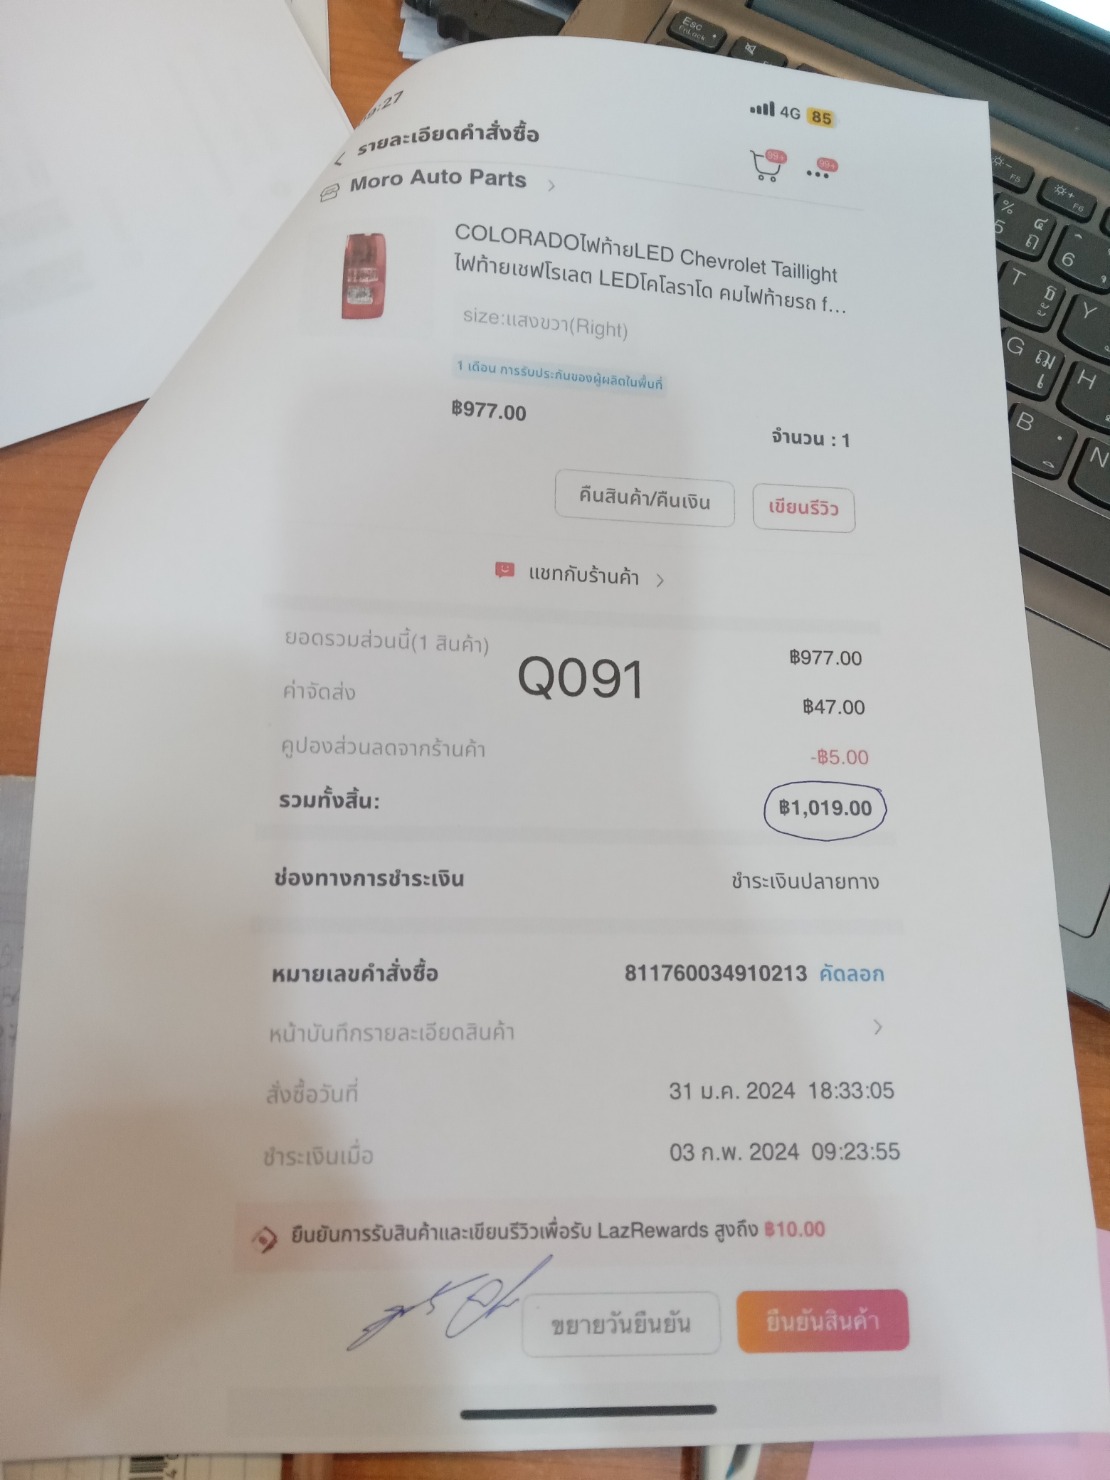 4G 85
รายละเอียดคำสั่งซื้อ
99+ 99+
Moro Auto Parts
COLORADOไฟท้ายLED Chevrolet Taillight
ไฟท้ายเชฟโรเลต LEDโคโลราโด คมไฟท้ายรถ f...
size:แสงขวา(Right)
1 เดือน การรับประกันของผู้ผลิตในพื้นที่
฿977.00
จำนวน : 1
คืนสินค้า/คืนเงิน เขียนรีวิว
แชทกับร้านค้า
ยอดรวมส่วนนี้(1 สินค้า) ฿977.00
Q091
ค่าจัดส่ง ฿47.00
คูปองส่วนลดจากร้านค้า -฿5.00
รวมทั้งสิ้น: ฿1,019.00
ช่องทางการชำระเงิน ชำระเงินปลายทาง
หมายเลขคำสั่งซื้อ 811760034910213 คัดลอก
หน้าบันทึกรายละเอียดสินค้า
สั่งซื้อวันที่ 31 ม.ค. 2024 18:33:05
ชำระเงินเมื่อ 03 ก.พ. 2024 09:23:55
ยืนยันการรับสินค้าและเขียนรีวิวเพื่อรับ LazRewards สูงถึง ฿10.00
ขยายวันยืนยัน ยืนยันสินค้า
Esc
FnLock
F5
F6
% ๔
5 ถ
6
T ธ
Y
G ฌ
H
B
N